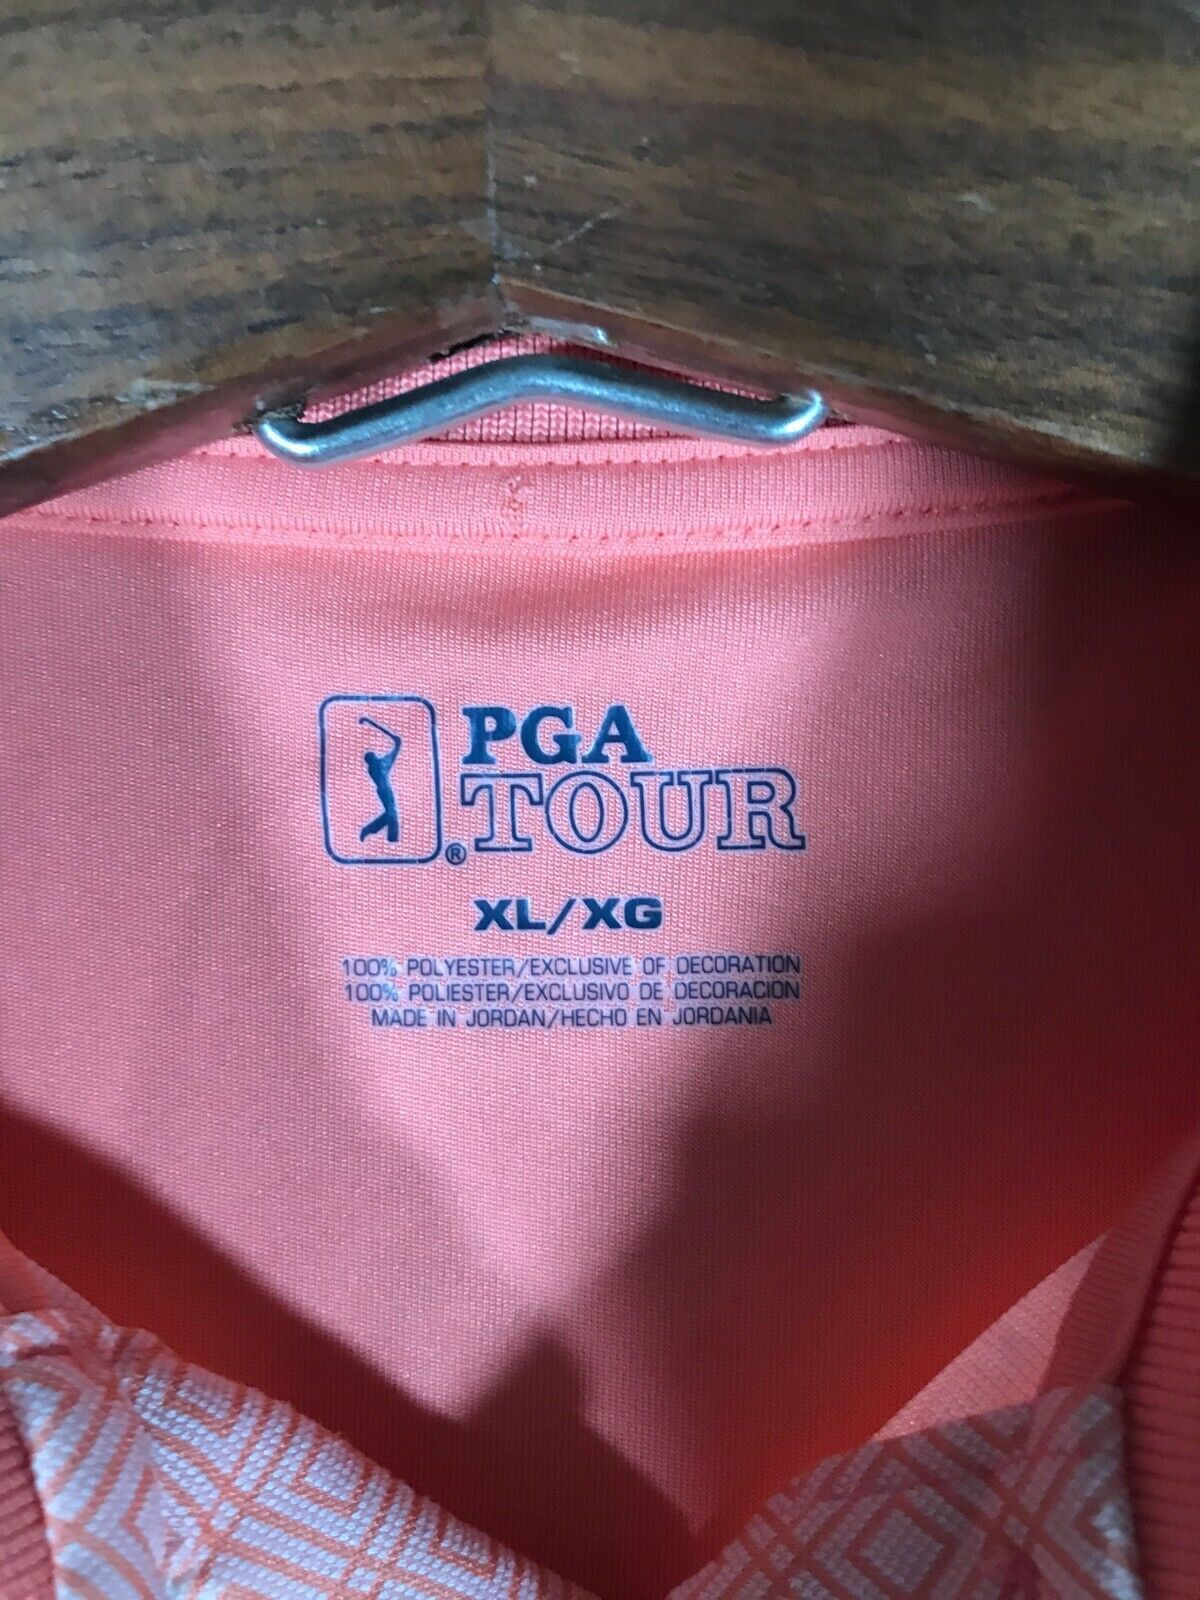 PGA
TOUR
®
XL/XG
100% POLYESTER/EXCLUSIVE OF DECORATION
100% POLIESTER/EXCLUSIVO DE DECORACION
MADE IN JORDAN/HECHO EN JORDANIA